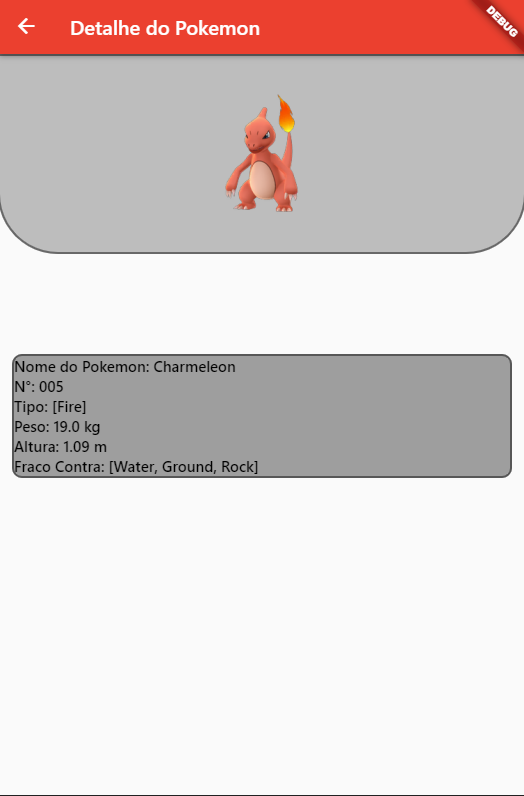 Detalhe do Pokemon
DEBUG
Nome do Pokemon: Charmeleon
N°: 005
Tipo: [Fire]
Peso: 19.0 kg
Altura: 1.09 m
Fraco Contra: [Water, Ground, Rock]